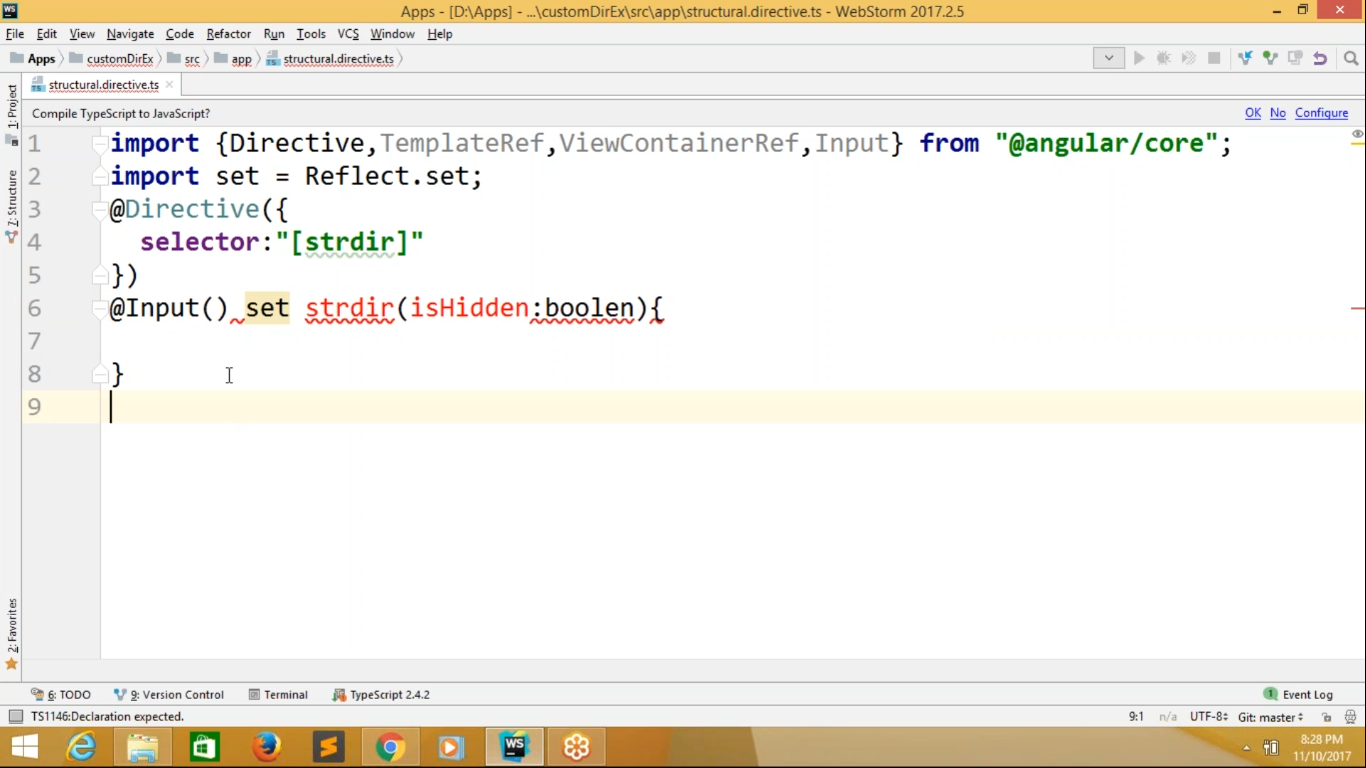 WS
Apps - [D:\Apps] - ...\customDirEx\src\app\structural.directive.ts - WebStorm 2017.2.5
File Edit View Navigate Code Refactor Run Tools VCS Window Help
Apps customDirEx src app structural.directive.ts
structural.directive.ts
Compile TypeScript to JavaScript? OK No Configure
1 import {Directive,TemplateRef,ViewContainerRef,Input} from "@angular/core";
2 import set = Reflect.set;
3 @Directive({
4 selector:"[strdir]"
5 })
6 @Input() set strdir(isHidden:boolen){
7
8 }
9
1: Project
7: Structure
2: Favorites
6: TODO 9: Version Control Terminal TypeScript 2.4.2 1 Event Log
TS1146:Declaration expected. 9:1 n/a UTF-8 Git: master
WS
8:28 PM
11/10/2017